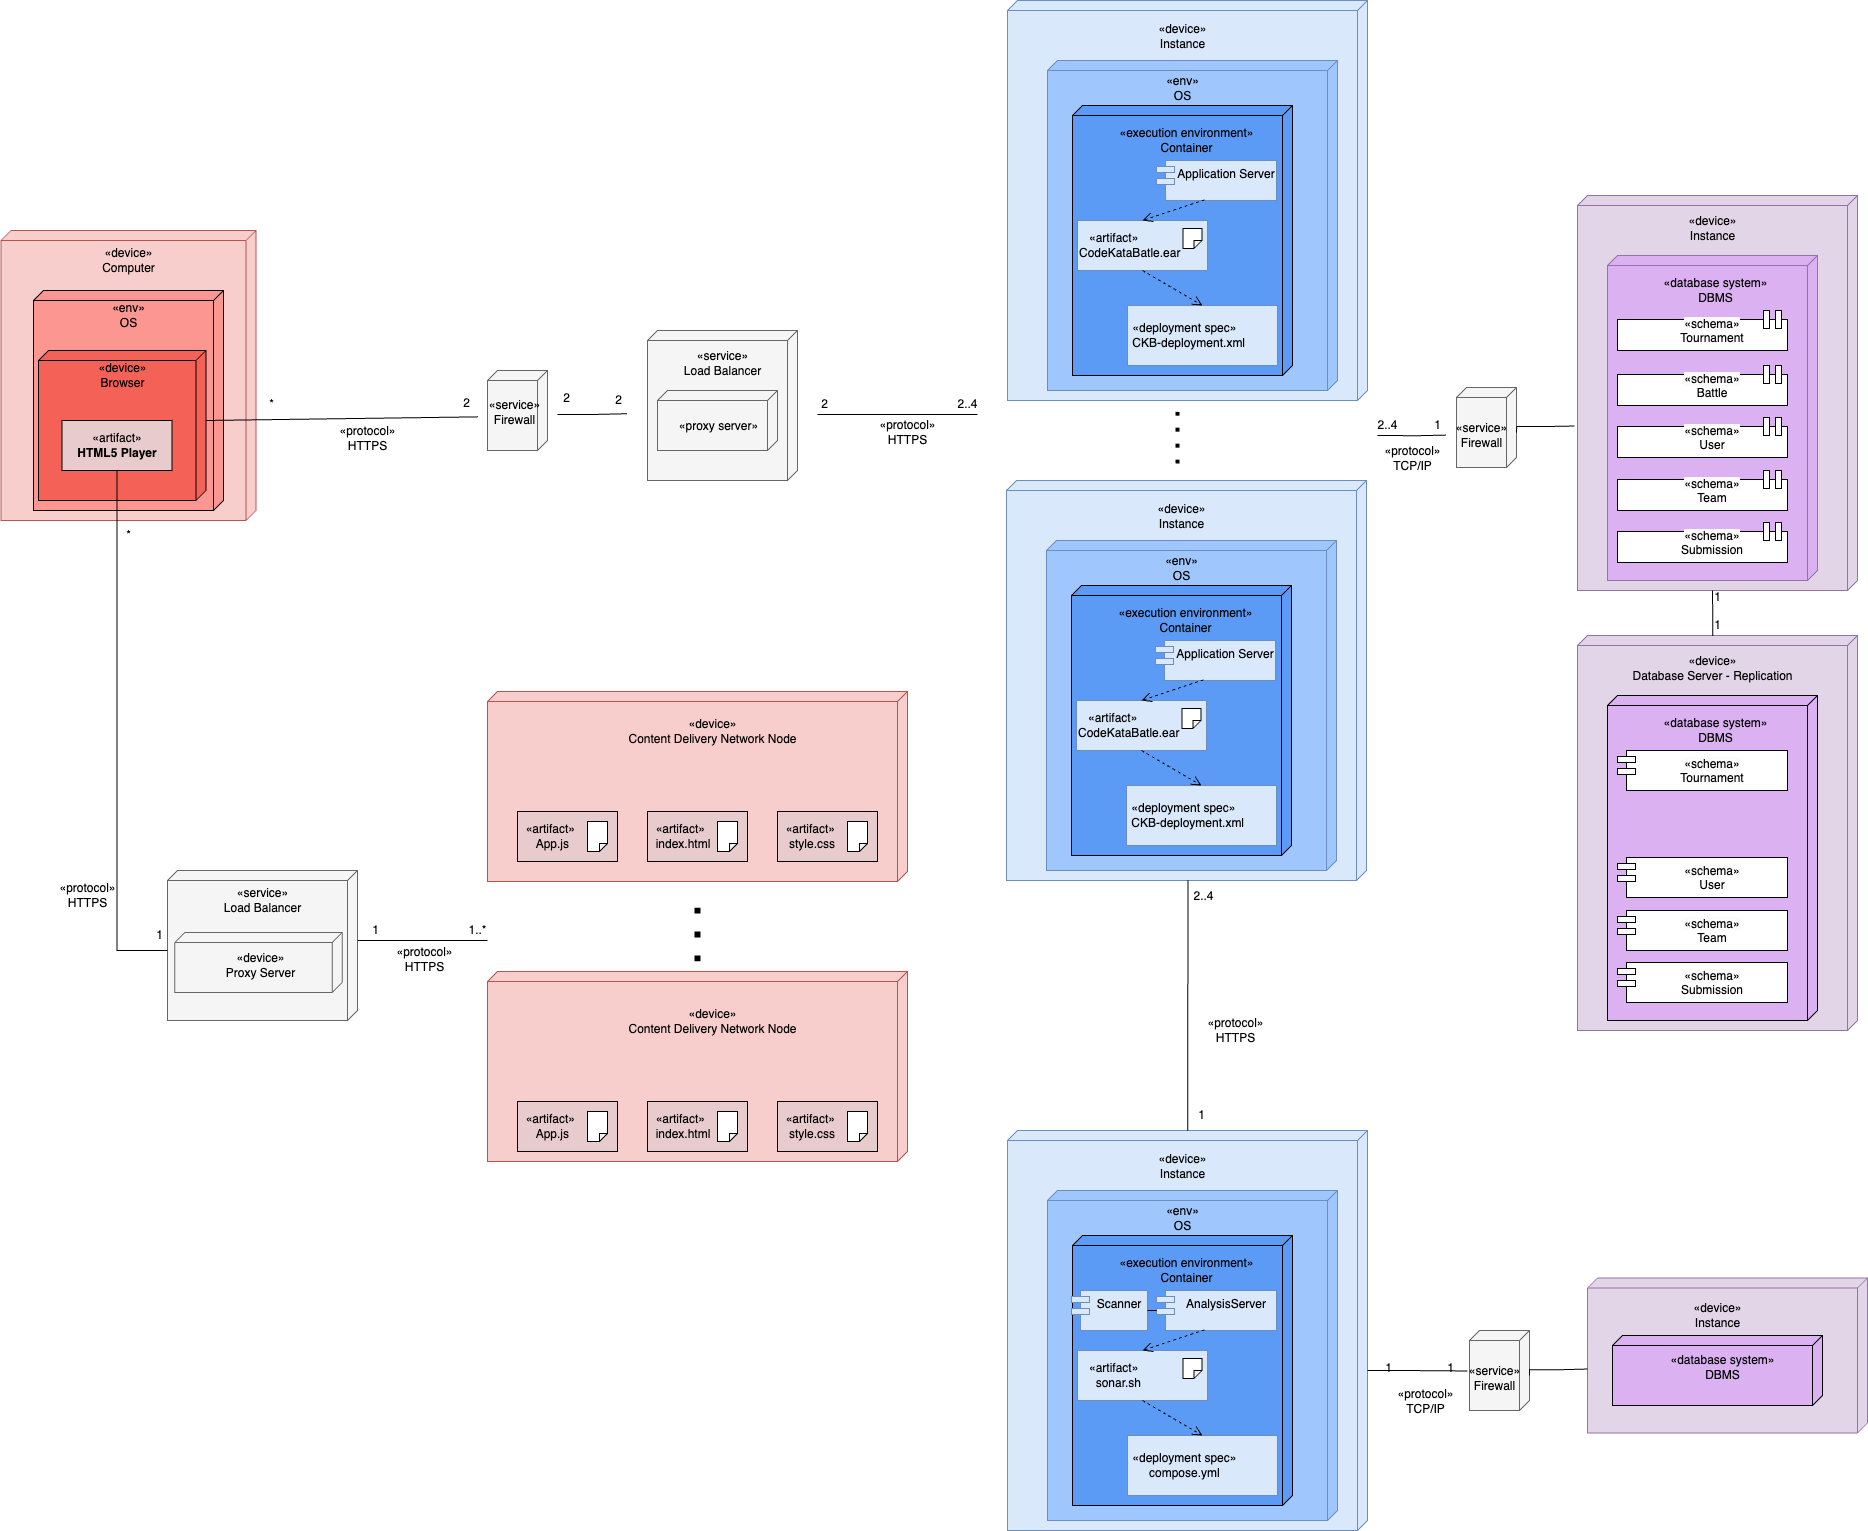 «device»
Computer
«env»
OS
«device»
Browser
«artifact»
HTML5 Player
*
2
«protocol»
HTTPS
«service»
Firewall
2
2
«service»
Load Balancer
«proxy server»
2
2..4
«protocol»
HTTPS
«device»
Instance
«env»
OS
«execution environment»
Container
Application Server
«artifact»
CodeKataBatle.ear
«deployment spec»
CKB-deployment.xml
«device»
Instance
«env»
OS
«execution environment»
Container
Application Server
«artifact»
CodeKataBatle.ear
«deployment spec»
CKB-deployment.xml
2..4
1
«protocol»
TCP/IP
«service»
Firewall
«device»
Instance
«database system»
DBMS
«schema»
Tournament
«schema»
Battle
«schema»
User
«schema»
Team
«schema»
Submission
1
1
«device»
Database Server - Replication
«database system»
DBMS
«schema»
Tournament
«schema»
User
«schema»
Team
«schema»
Submission
*
«protocol»
HTTPS
1
«service»
Load Balancer
«device»
Proxy Server
1
1..*
«protocol»
HTTPS
«device»
Content Delivery Network Node
«artifact»
App.js
«artifact»
index.html
«artifact»
style.css
«device»
Content Delivery Network Node
«artifact»
App.js
«artifact»
index.html
«artifact»
style.css
2..4
«protocol»
HTTPS
1
«device»
Instance
«env»
OS
«execution environment»
Container
Scanner
AnalysisServer
«artifact»
sonar.sh
«deployment spec»
compose.yml
1
1
«protocol»
TCP/IP
«service»
Firewall
«device»
Instance
«database system»
DBMS